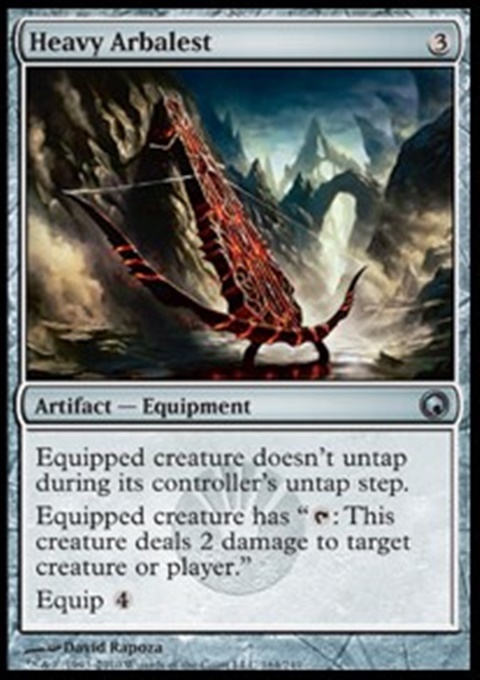 Heavy Arbalest 3
Artifact — Equipment
Equipped creature doesn't untap
during its controller's untap step.
Equipped creature has "
: This
creature deals 2 damage to target
creature or player."
Equip 4
David Rapoza